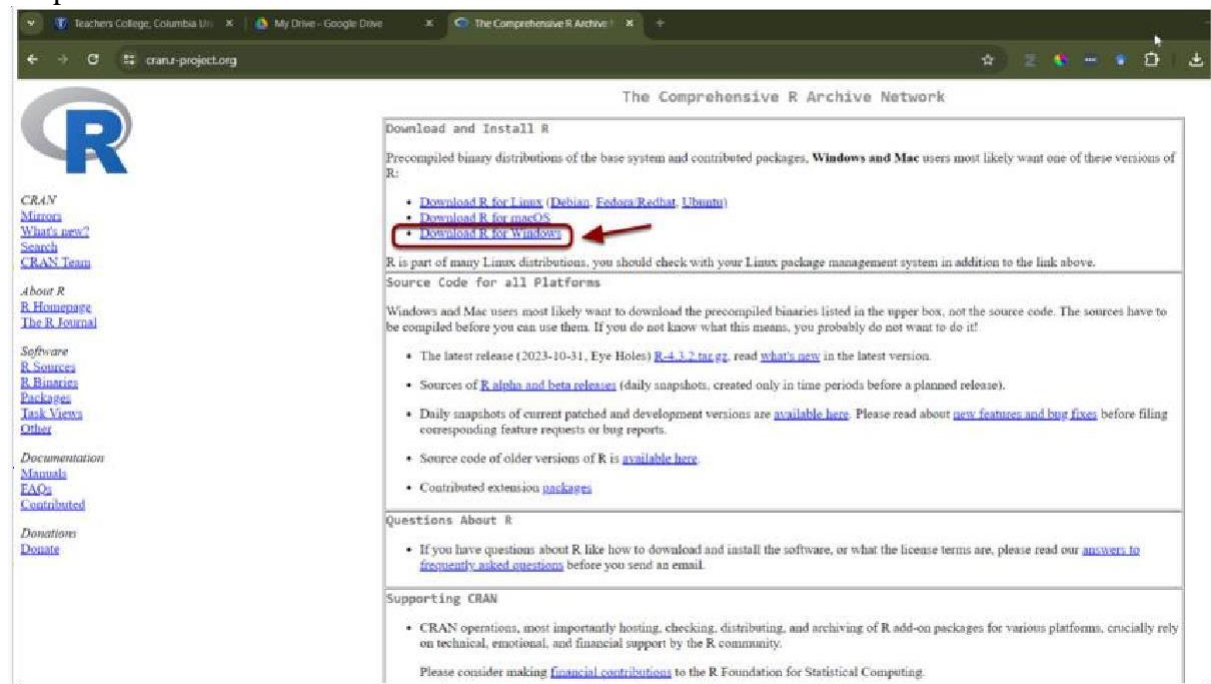 Teachers College, Columbia Un
My Drive - Google Drive
The Comprehensive R Archive
cran.r-project.org
The Comprehensive R Archive Network
R
CRAN
Mirrors
What's new?
Search
CRAN Team
About R
R Homepage
The R Journal
Software
R Sources
R Binaries
Packages
Task Views
Other
Documentation
Manuals
FAQs
Contributed
Donations
Donate
Download and Install R
Precompiled binary distributions of the base system and contributed packages, Windows and Mac users most likely want one of these versions of
R:
• Download R for Linux (Debian, Fedora/Redhat, Ubuntu)
• Download R for macOS
• Download R for Windows
R is part of many Linux distributions, you should check with your Linux package management system in addition to the link above.
Source Code for all Platforms
Windows and Mac users most likely want to download the precompiled binaries listed in the upper box, not the source code. The sources have to
be compiled before you can use them. If you do not know what this means, you probably do not want to do it!
• The latest release (2023-10-31, Eye Holes) R-4.3.2.tar.gz, read what's new in the latest version.
• Sources of R alpha and beta releases (daily snapshots, created only in time periods before a planned release).
• Daily snapshots of current patched and development versions are available here. Please read about new features and bug fixes before filing
corresponding feature requests or bug reports.
• Source code of older versions of R is available here.
• Contributed extension packages
Questions About R
• If you have questions about R like how to download and install the software, or what the license terms are, please read our answers to
frequently asked questions before you send an email.
Supporting CRAN
• CRAN operations, most importantly hosting, checking, distributing, and archiving of R add-on packages for various platforms, crucially rely
on technical, emotional, and financial support by the R community.
Please consider making financial contributions to the R Foundation for Statistical Computing.